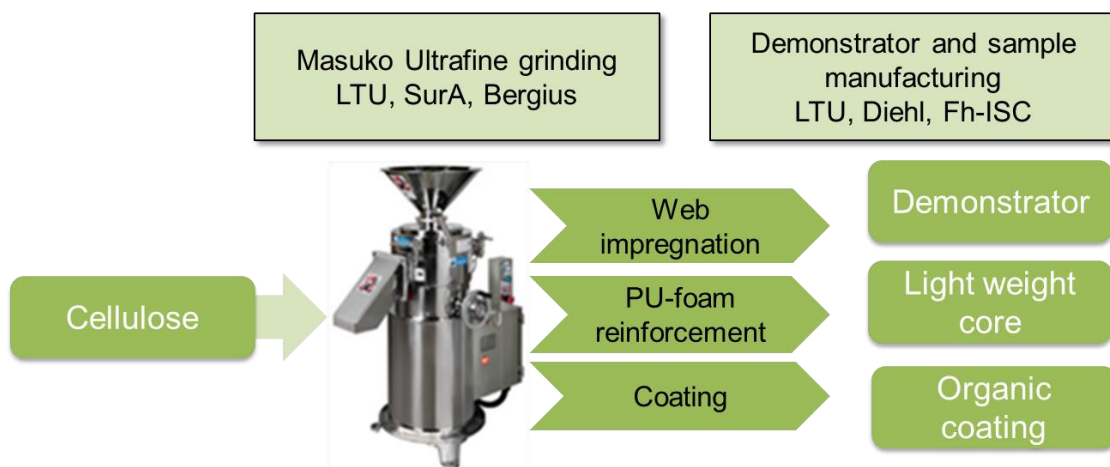 Masuko Ultrafine grinding
LTU, SurA, Bergius
Demonstrator and sample
manufacturing
LTU, Diehl, Fh-ISC
Cellulose
Web
impregnation
PU-foam
reinforcement
Coating
Demonstrator
Light weight
core
Organic
coating